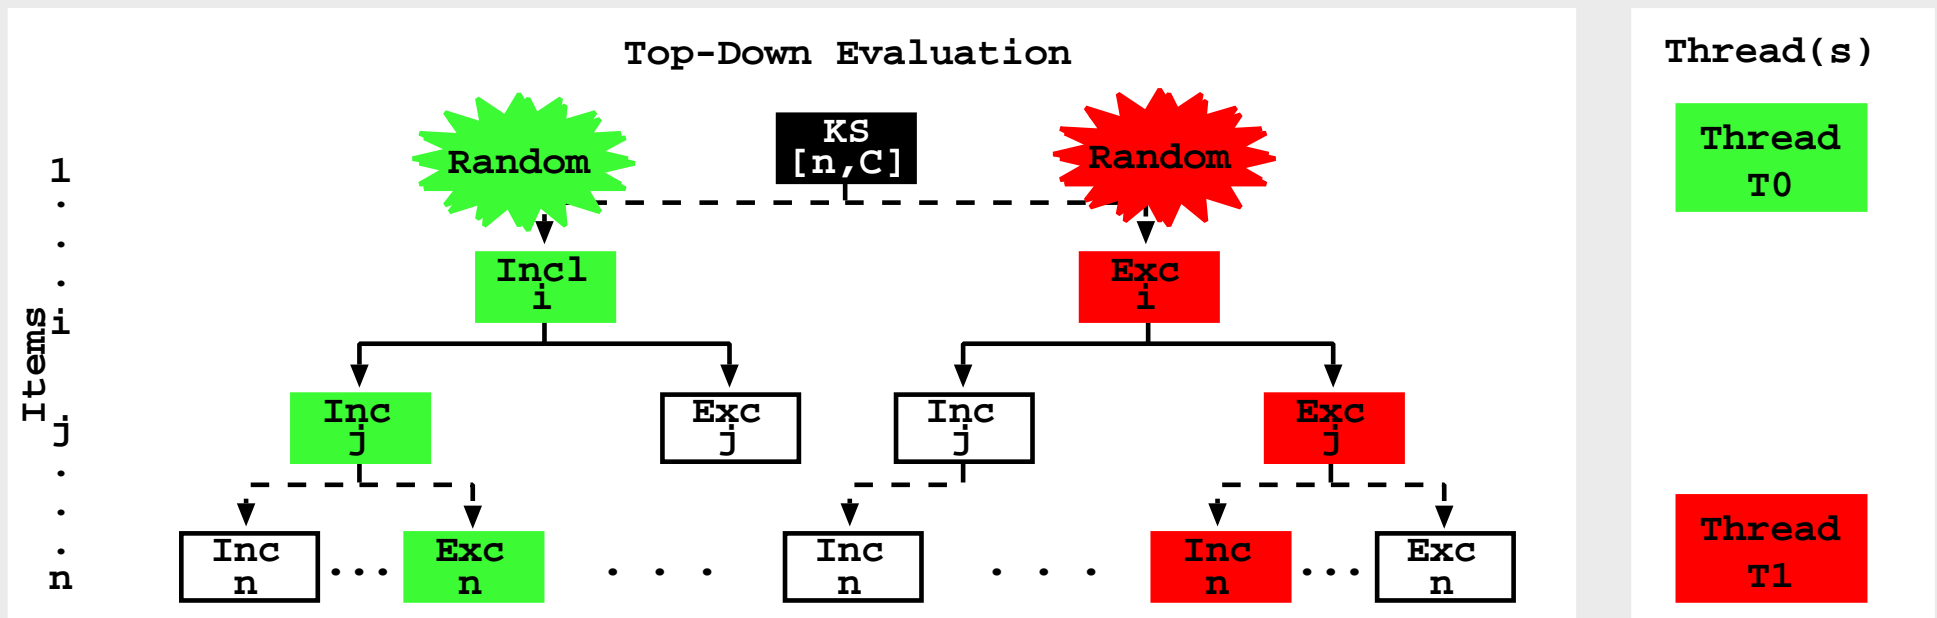 Top-Down Evaluation
Thread(s)
KS
[n,C]
Random
Random
Thread
T0
Items
1
.
.
.
i
j
.
.
.
n
Incl
i
Exc
i
Inc
j
Exc
j
Inc
j
Exc
j
Inc
n
...
Exc
n
. . .
Inc
n
. . .
Inc
n
...
Exc
n
Thread
T1